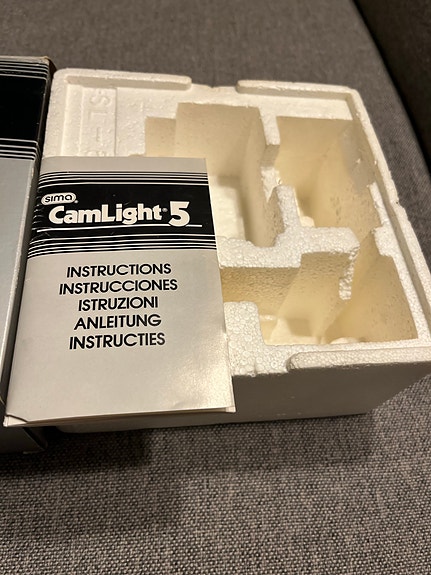 sima
CamLight® 5
INSTRUCTIONS
INSTRUCCIONES
ISTRUZIONI
ANLEITUNG
INSTRUCTIES